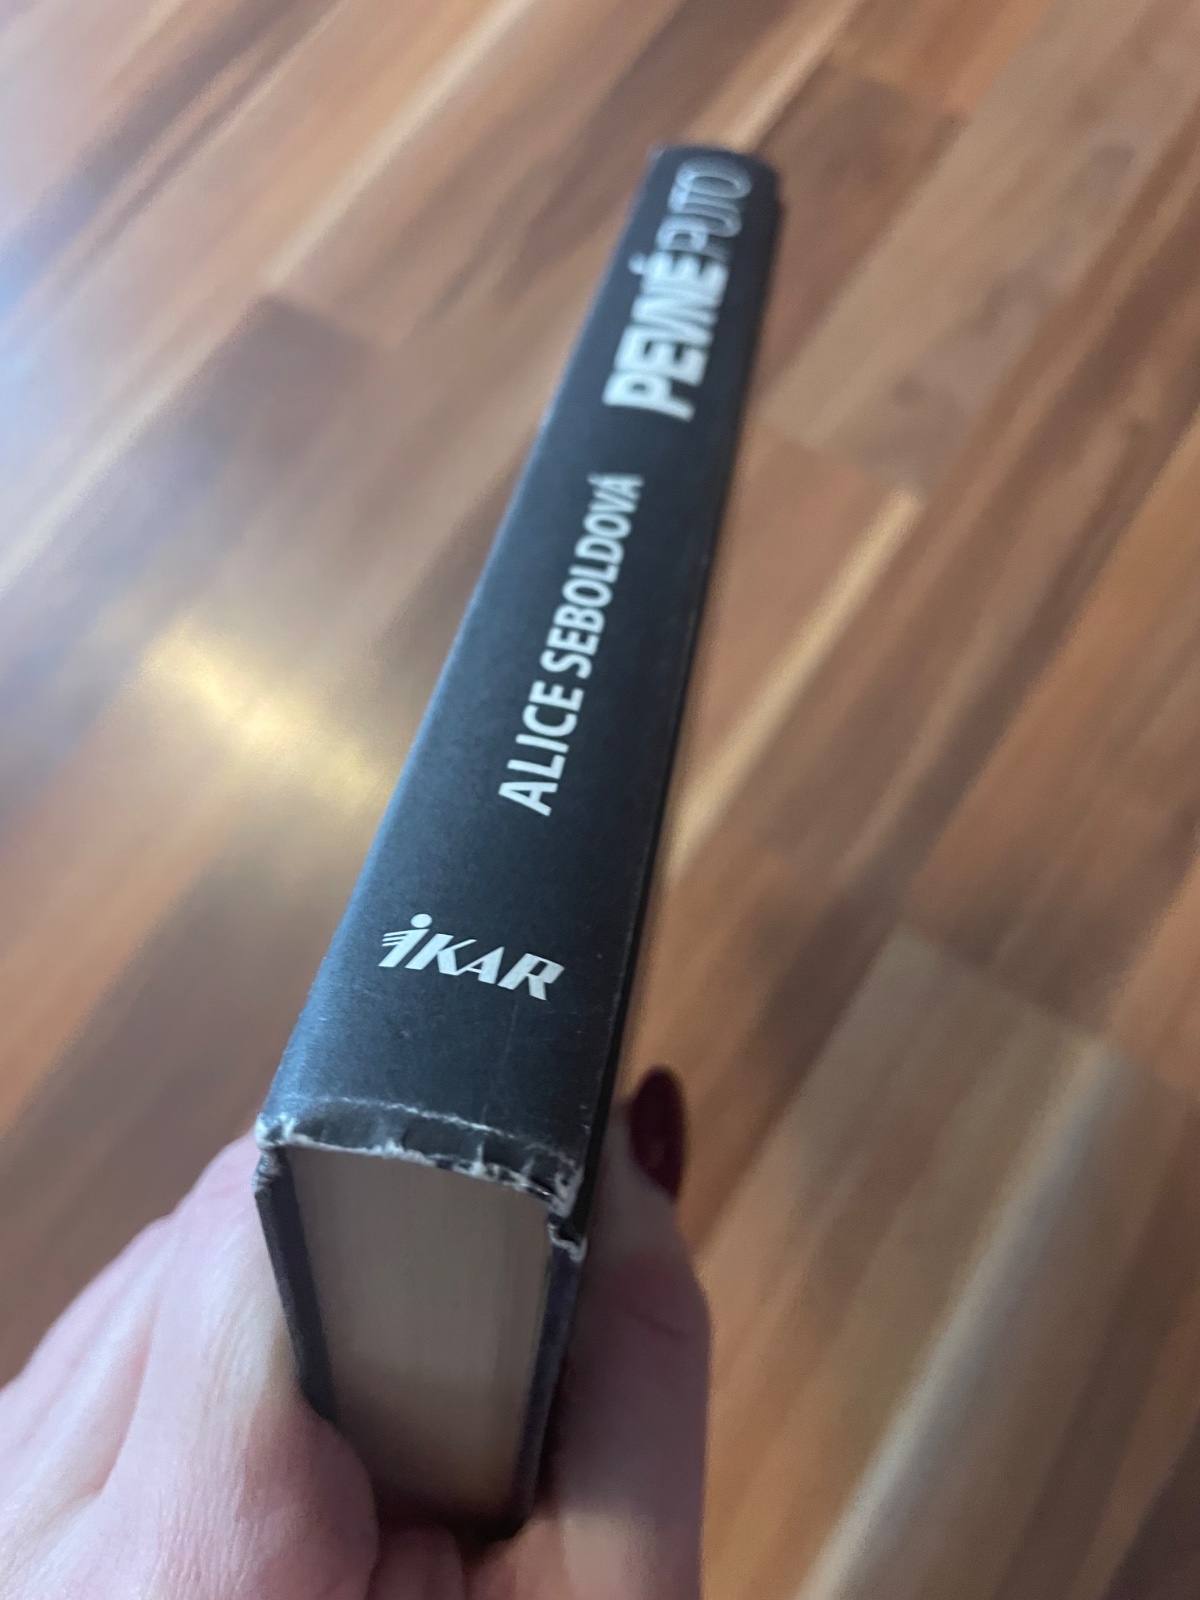 PEVNÉ PUTO
ALICE SEBOLDOVÁ
iKAR